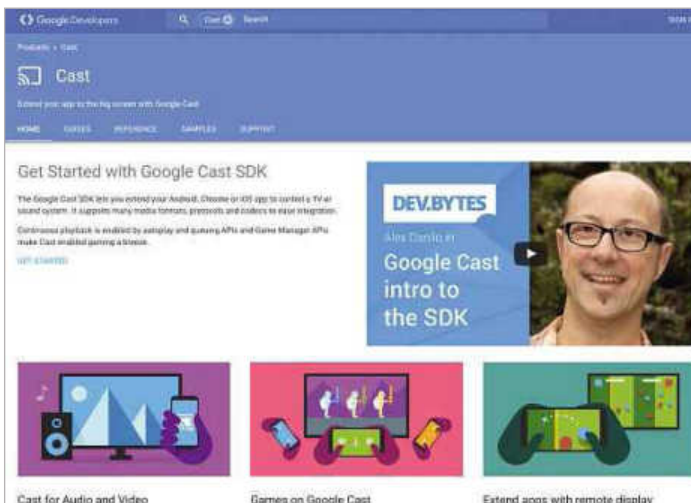 Google Developers
Cast
Search
SIGN
Products > Cast
Cast
Extend your app to the big screen with Google Cast
HOME GUIDES REFERENCE SAMPLES SUPPORT
Get Started with Google Cast SDK
The Google Cast SDK lets you extend your Android, Chrome or iOS app to control a TV or
sound system. It supports many media formats, protocols and codecs to ease integration.
Continuous playback is enabled by autoplay and queuing APIs and Game Manager APIs
make Cast enabled gaming a breeze.
GET STARTED
DEV.BYTES
Alex Danilo in
Google Cast
intro to
the SDK
Cast for Audio and Video
Games on Google Cast
Extend apps with remote display